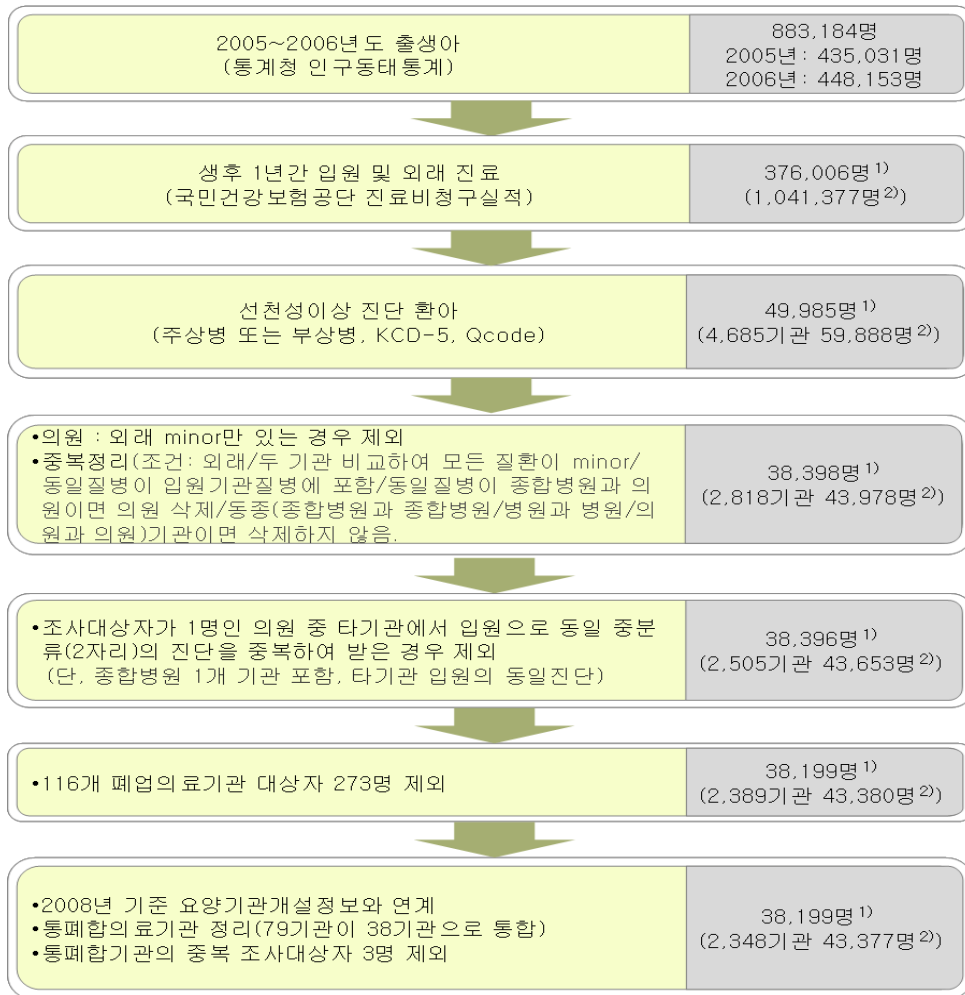 2005~2006년도 출생아
(통계청 인구동태통계)
883,184명
2005년: 435,031명
2006년: 448,153명
생후 1년간 입원 및 외래 진료
(국민건강보험공단 진료비청구실적)
376,006명1)
(1,041,377명2))
선천성이상 진단 환아
(주상병 또는 부상병, KCD-5, Qcode)
49,985명1)
(4,685기관 59,888명2))
•의원 : 외래 minor만 있는 경우 제외
•중복정리(조건: 외래/두 기관 비교하여 모든 질환이 minor/
동일질병이 입원기관질병에 포함/동일질병이 종합병원과 의
원이면 의원 삭제/동종(종합병원과 종합병원/병원과 병원/의
원과 의원)기관이면 삭제하지 않음.
38,398명1)
(2,818기관 43,978명2))
•조사대상자가 1명인 의원 중 타기관에서 입원으로 동일 중분
류(2자리)의 진단을 중복하여 받은 경우 제외
(단, 종합병원 1개 기관 포함, 타기관 입원의 동일진단)
38,396명1)
(2,505기관 43,653명2))
•116개 폐업의료기관 대상자 273명 제외
38,199명1)
(2,389기관 43,380명2))
•2008년 기준 요양기관개설정보와 연계
•통폐합의료기관 정리(79기관이 38기관으로 통합)
•통폐합기관의 중복 조사대상자 3명 제외
38,199명1)
(2,348기관 43,377명2))